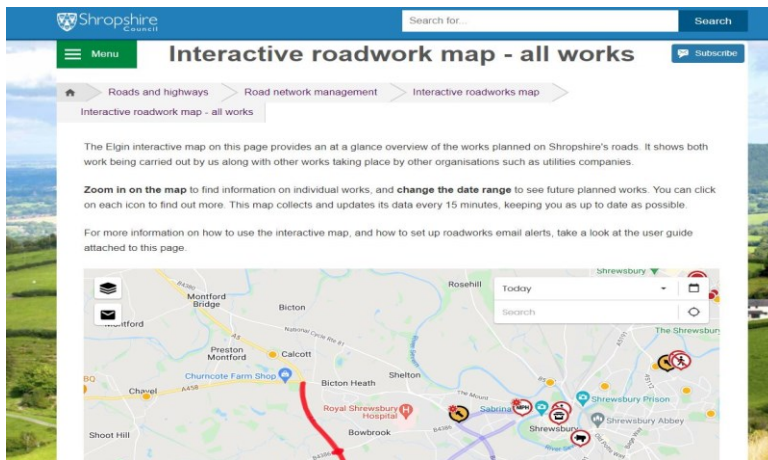 Shropshire
Council
Search for...
Search
Menu
Interactive roadwork map - all works
Subscribe
Roads and highways
Road network management
Interactive roadworks map
Interactive roadwork map - all works
The Elgin interactive map on this page provides an at a glance overview of the works planned on Shropshire's roads. It shows both
work being carried out by us along with other works taking place by other organisations such as utilities companies.
Zoom in on the map to find information on individual works, and change the date range to see future planned works. You can click
on each icon to find out more. This map collects and updates its data every 15 minutes, keeping you as up to date as possible.
For more information on how to use the interactive map, and how to set up roadworks email alerts, take a look at the user guide
attached to this page.
Shrewsbury
Rosehill
Today
Search
Montford
Bridge
Bicton
National Cycle Rte 81
The Shrewsbury
A5
Preston
Montford
Calcott
Churncote Farm Shop
Shelton
Bicton Heath
A458
Chavel
The Mount
Royal Shrewsbury
Hospital
Sabrina
MPH
Shrewsbury Prison
Shrewsbury
Shrewsbury Abbey
Shoot Hill
Bowbrook